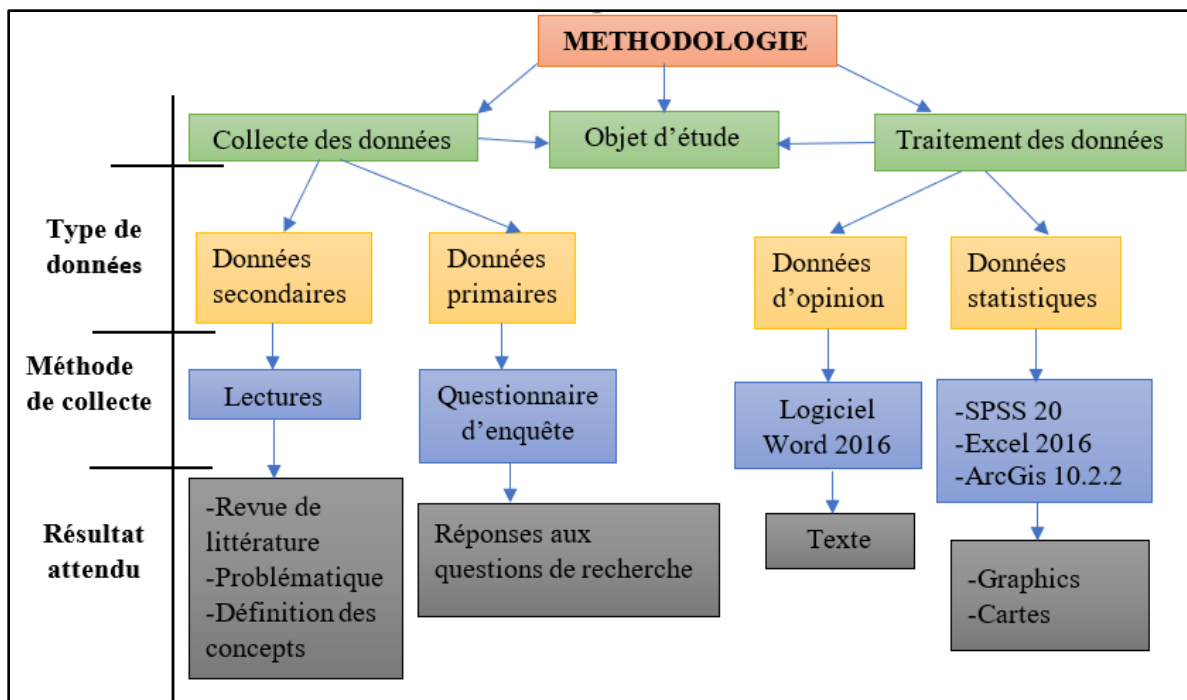 METHODOLOGIE
Collecte des données
Objet d’étude
Traitement des données
Type de
données
Données
secondaires
Données
primaires
Données
d’opinion
Données
statistiques
Méthode
de collecte
Lectures
Questionnaire
d’enquête
Logiciel
Word 2016
-SPSS 20
-Excel 2016
-ArcGis 10.2.2
Résultat
attendu
-Revue de
littérature
-Problématique
-Définition des
concepts
Réponses aux
questions de recherche
Texte
-Graphics
-Cartes